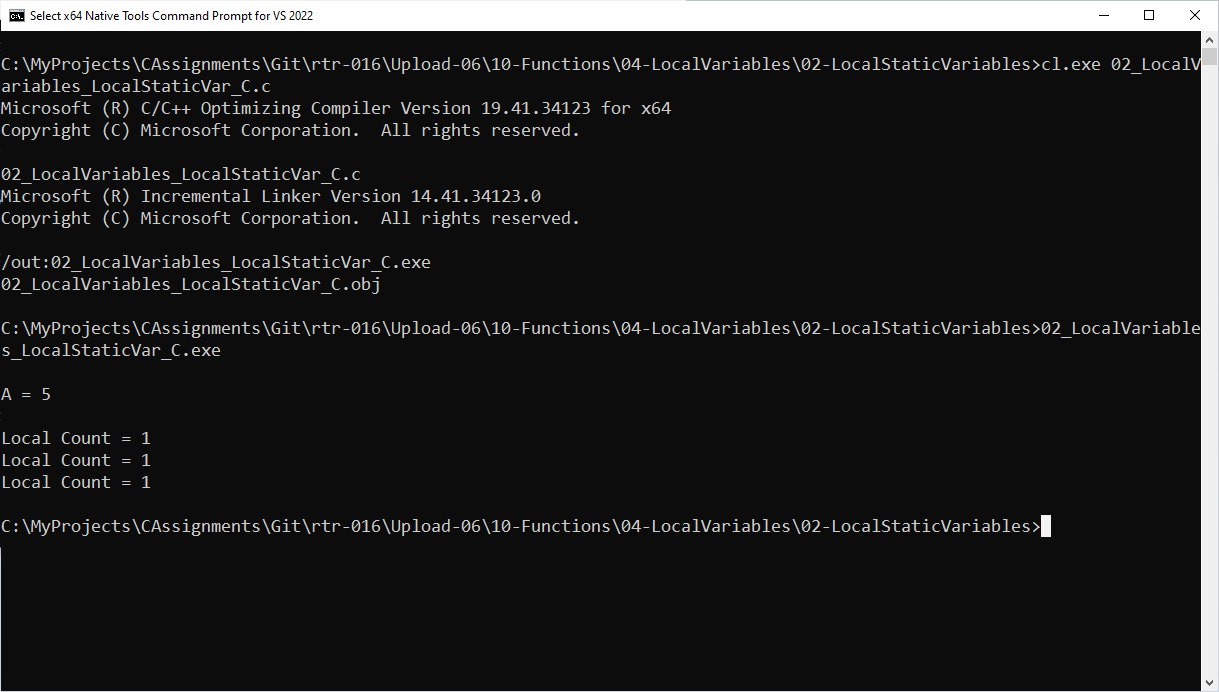 Select x64 Native Tools Command Prompt for VS 2022
C:\MyProjects\CAssignments\Git\rtr-016\Upload-06\10-Functions\04-LocalVariables\02-LocalStaticVariables>cl.exe 02_LocalV
ariables_LocalStaticVar_C.c
Microsoft (R) C/C++ Optimizing Compiler Version 19.41.34123 for x64
Copyright (C) Microsoft Corporation.  All rights reserved.
02_LocalVariables_LocalStaticVar_C.c
Microsoft (R) Incremental Linker Version 14.41.34123.0
Copyright (C) Microsoft Corporation.  All rights reserved.
/out:02_LocalVariables_LocalStaticVar_C.exe
02_LocalVariables_LocalStaticVar_C.obj
C:\MyProjects\CAssignments\Git\rtr-016\Upload-06\10-Functions\04-LocalVariables\02-LocalStaticVariables>02_LocalVariable
s_LocalStaticVar_C.exe
A = 5
Local Count = 1
Local Count = 1
Local Count = 1
C:\MyProjects\CAssignments\Git\rtr-016\Upload-06\10-Functions\04-LocalVariables\02-LocalStaticVariables>